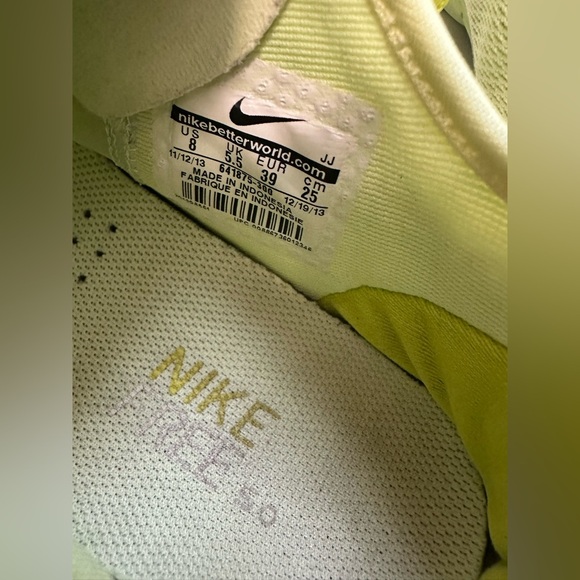 nikebetterworld.com
US UK EUR cm JJ
8 5.5 39 25
11/12/13 641875-300 12/19/13
MADE IN INDONESIA
FABRIQUE EN INDONESIE
NIKE
FREE 5.0